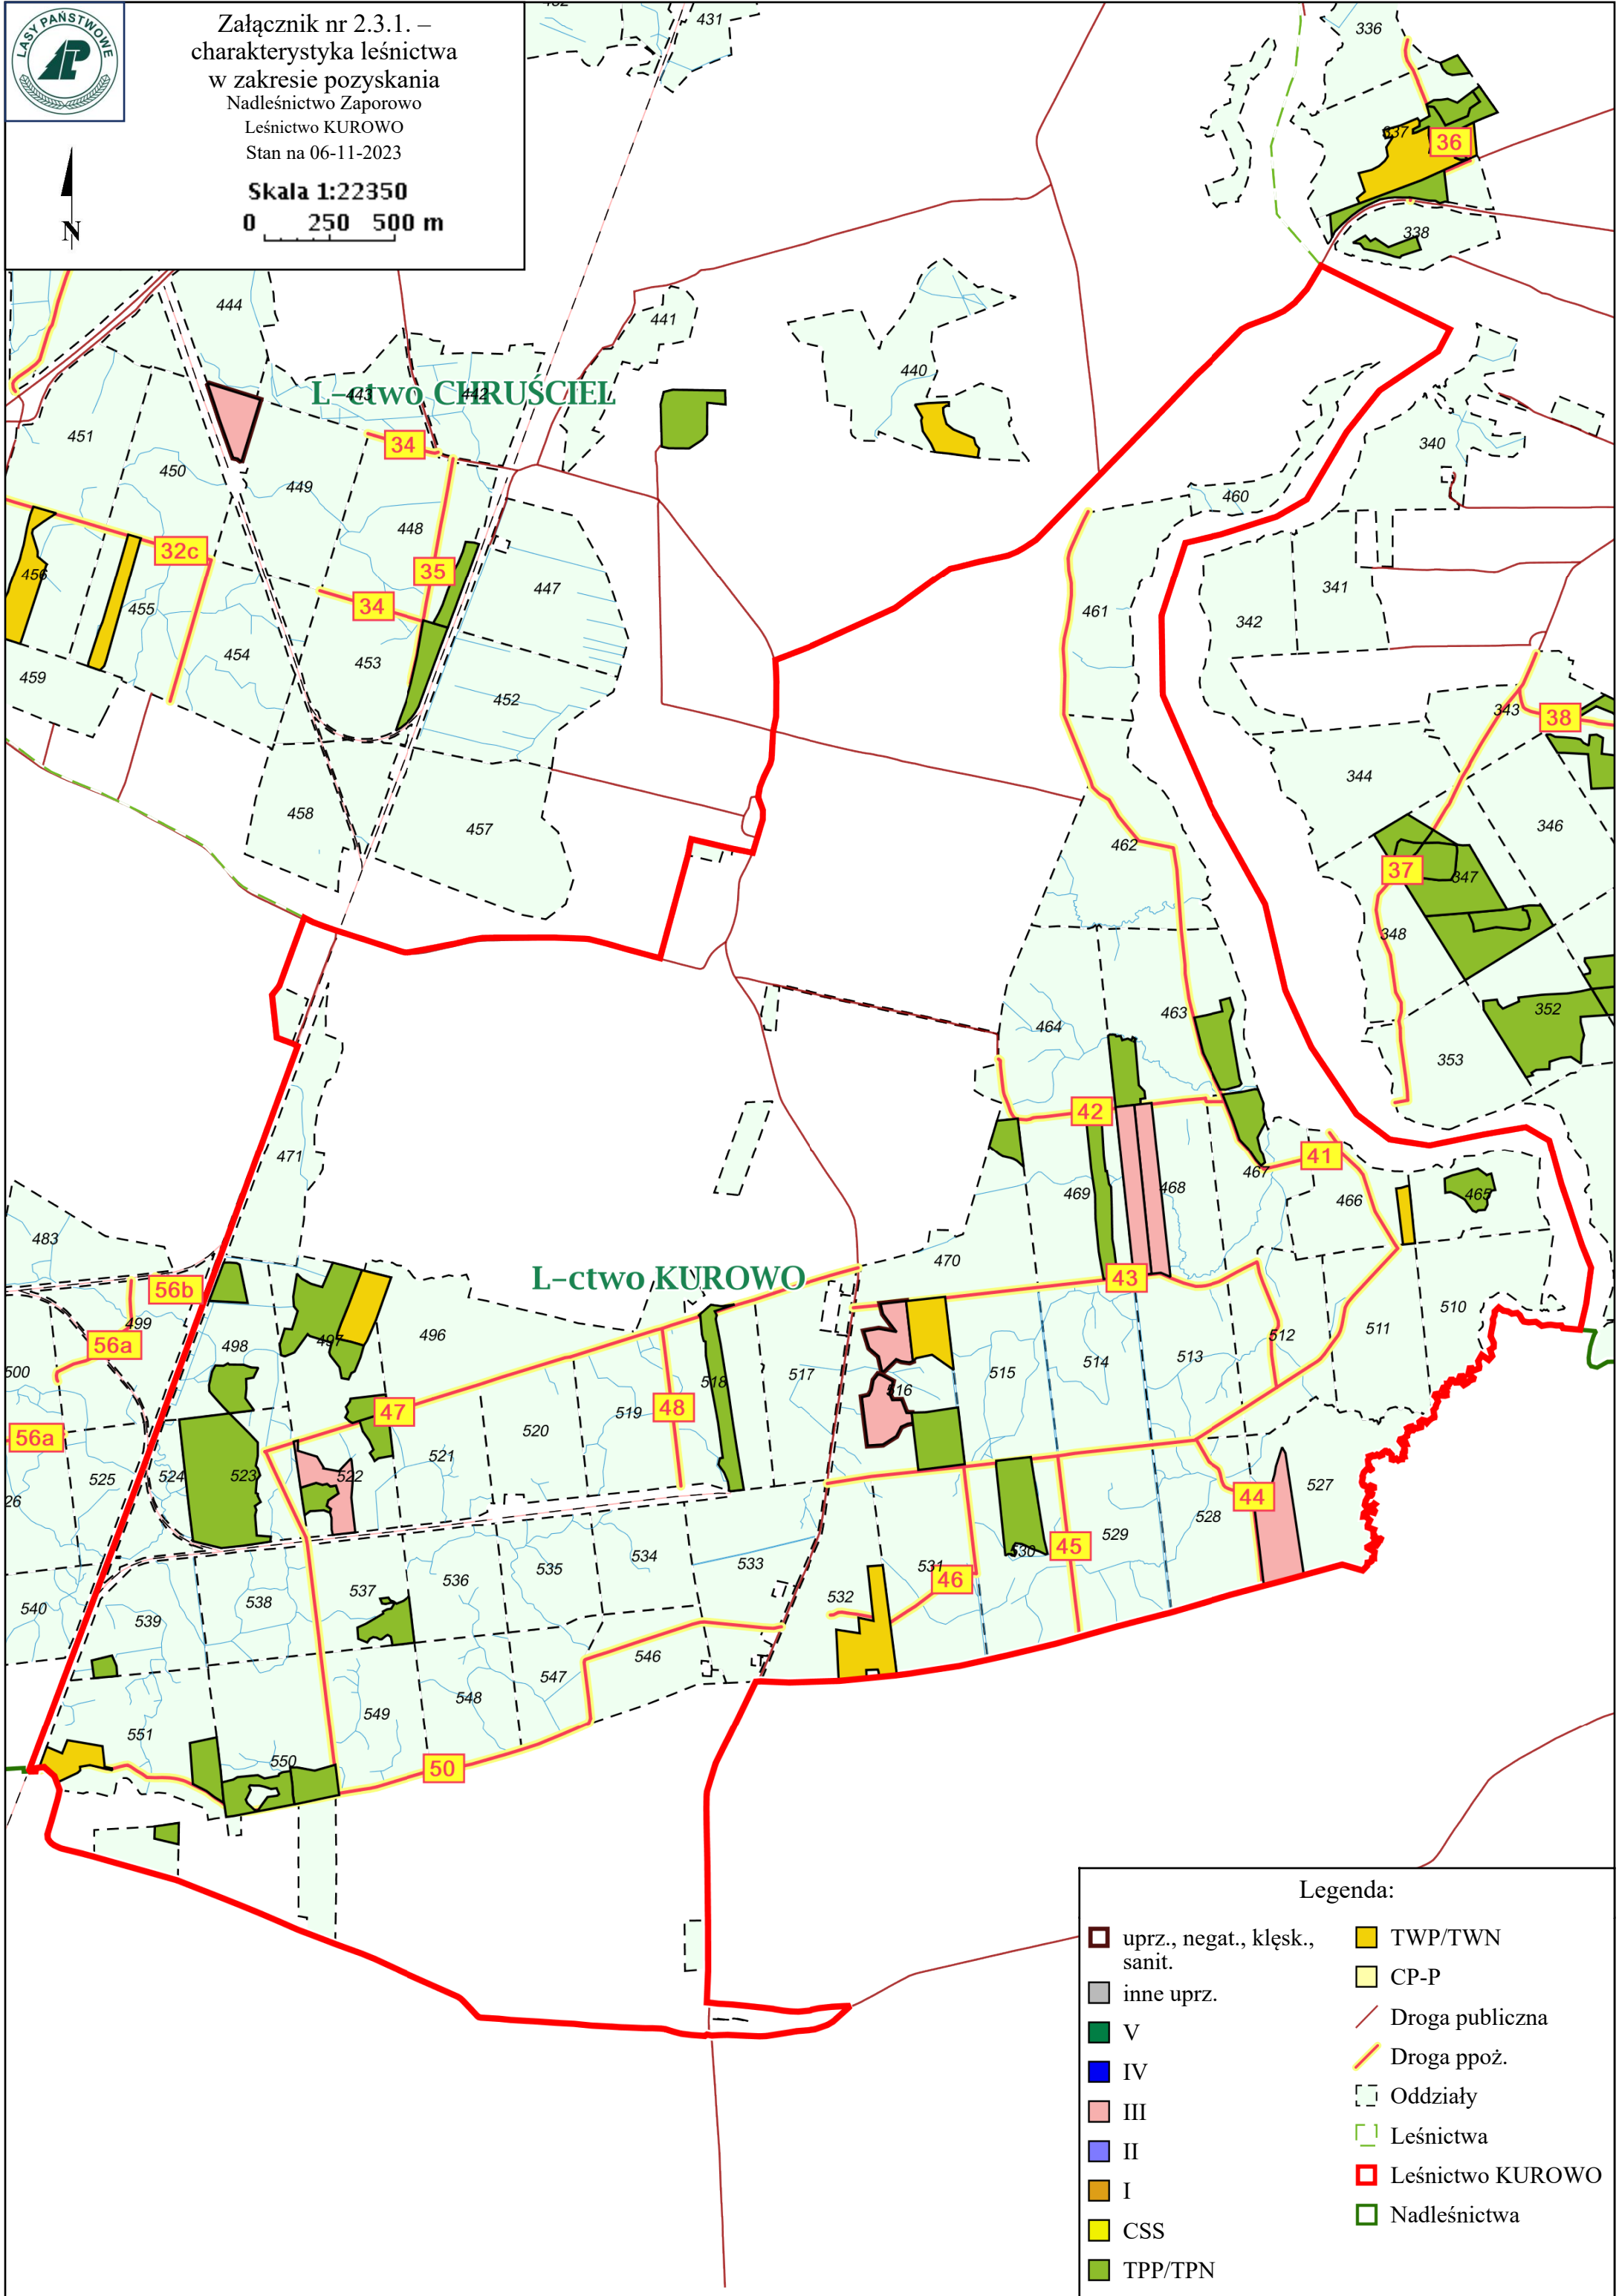 LASY PAŃSTWOWE
Załącznik nr 2.3.1. –
charakterystyka leśnictwa
w zakresie pozyskania
Nadleśnictwo Zaporowo
Leśnictwo KUROWO
Stan na 06-11-2023
Skala 1:22350
0 250 500 m
N
431
336
337
36
338
444
441
440
L-ctwo CHRUŚCIEL
443
442
451
34
340
450
449
460
448
32c
35
456
447
341
455
34
461
342
454
453
459
452
343
38
344
458
457
462
346
37
347
348
463
352
464
353
42
471
41
467
469
468
466
465
483
470
L-ctwo KUROWO
43
56b
499
510
56a
498
497
496
512
511
500
513
514
515
517
518
516
47
48
519
56a
520
521
525
524
523
522
527
44
26
528
529
45
530
531
46
533
534
535
536
537
532
538
540
539
546
547
548
549
551
550
50
Legenda:
uprz., negat., klęsk.,
sanit.
inne uprz.
V
IV
III
II
I
CSS
TPP/TPN
TWP/TWN
CP-P
Droga publiczna
Droga ppoż.
Oddziały
Leśnictwa
Leśnictwo KUROWO
Nadleśnictwa